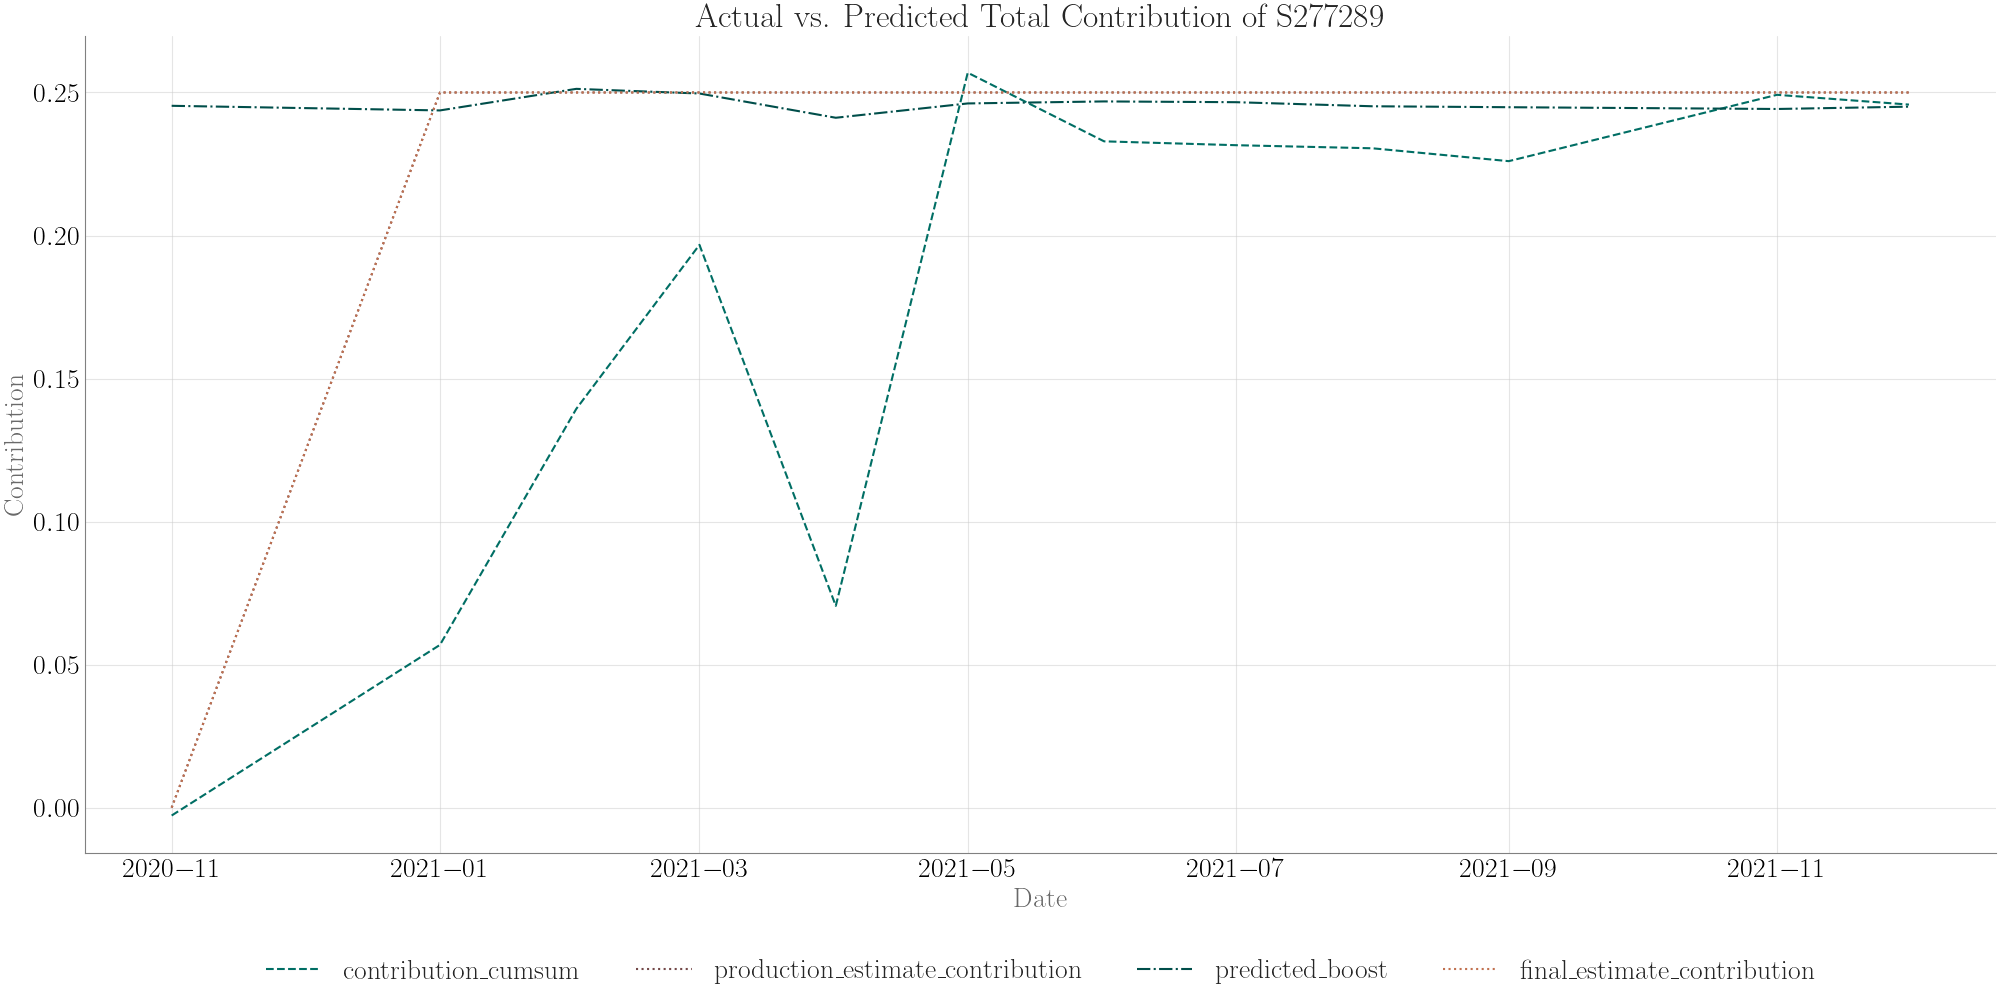 Actual vs. Predicted Total Contribution of S277289
0.25
0.20
0.15
0.10
0.05
0.00
Contribution
2020–11 2021–01 2021–03 2021–05 2021–07 2021–09 2021–11
Date
contribution_cumsum production_estimate_contribution predicted_boost final_estimate_contribution